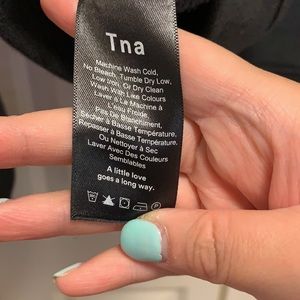 Tna
Machine Wash Cold,
No Bleach, Tumble Dry Low,
Low Iron, Or Dry Clean
Wash With Like Colours
Laver À La Machine À
L'eau Froide,
Pas De Blanchiment,
Sécher À Basse Température,
Repasser À Basse Température,
Ou Nettoyer À Sec
Laver Avec Des Couleurs
Semblables
A little love
goes a long way.
P